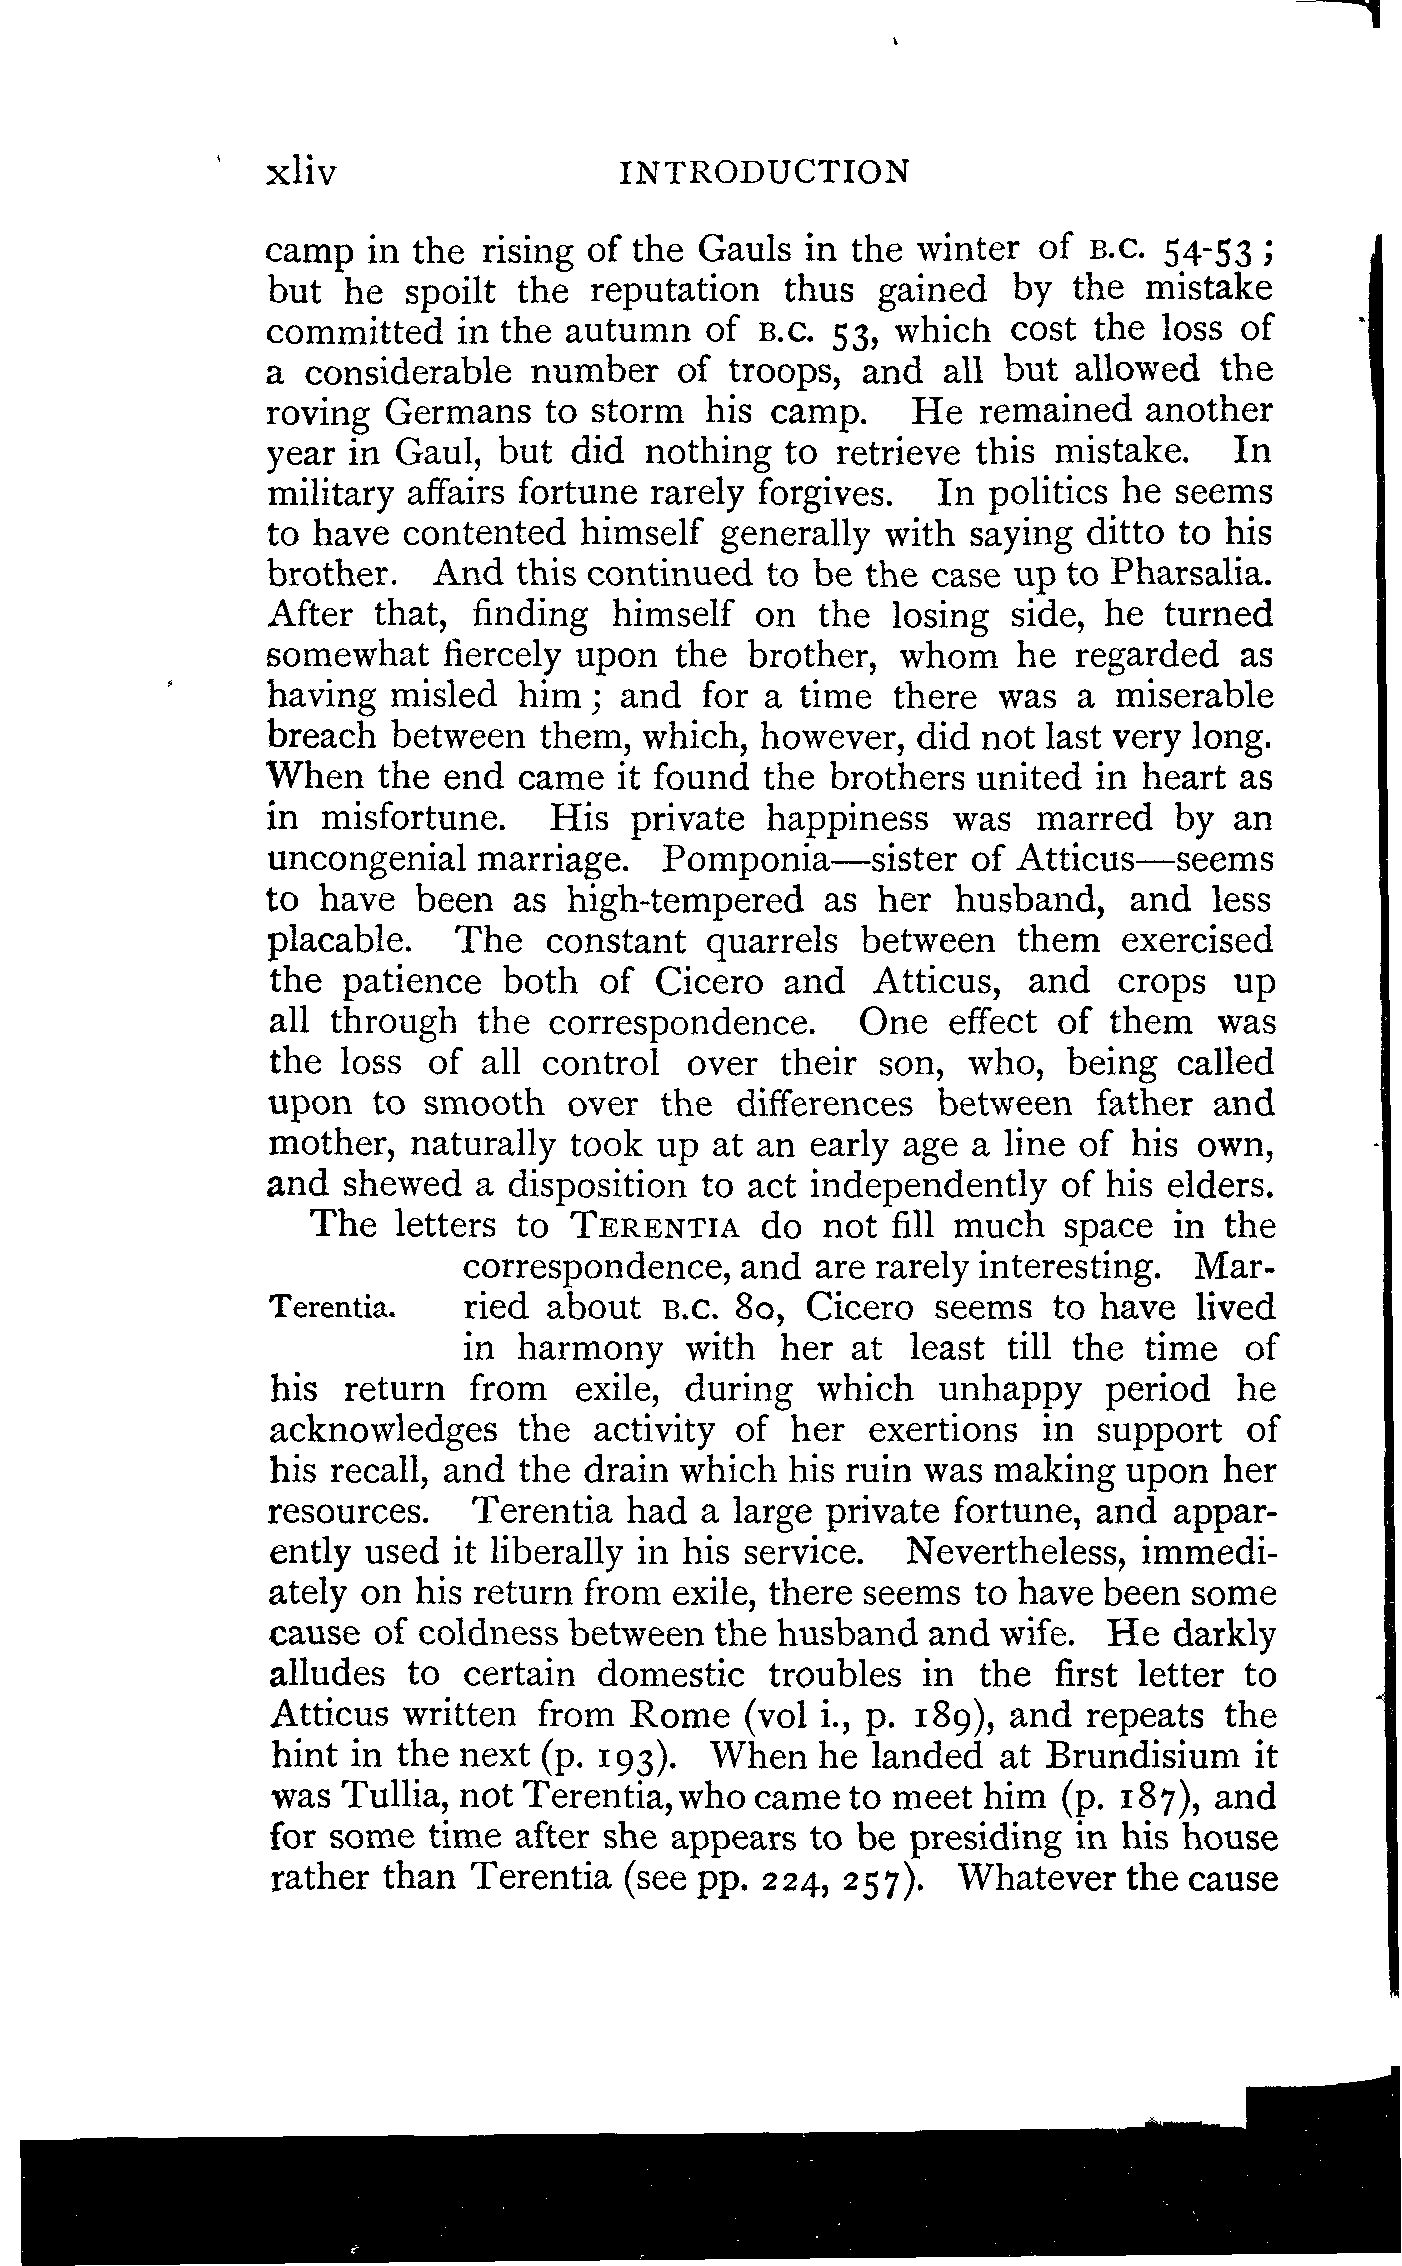 xliv INTRODUCTION
camp in the rising of the Gauls in the winter of B.C. 54-53;
but he spoilt the reputation thus gained by the mistake
committed in the autumn of B.C. 53, which cost the loss of
a considerable number of troops, and all but allowed the
roving Germans to storm his camp. He remained another
year in Gaul, but did nothing to retrieve this mistake. In
military affairs fortune rarely forgives. In politics he seems
to have contented himself generally with saying ditto to his
brother. And this continued to be the case up to Pharsalia.
After that, finding himself on the losing side, he turned
somewhat fiercely upon the brother, whom he regarded as
having misled him; and for a time there was a miserable
breach between them, which, however, did not last very long.
When the end came it found the brothers united in heart as
in misfortune. His private happiness was marred by an
uncongenial marriage. Pomponia—sister of Atticus—seems
to have been as high-tempered as her husband, and less
placable. The constant quarrels between them exercised
the patience both of Cicero and Atticus, and crops up
all through the correspondence. One effect of them was
the loss of all control over their son, who, being called
upon to smooth over the differences between father and
mother, naturally took up at an early age a line of his own,
and shewed a disposition to act independently of his elders.
The letters to TERENTIA do not fill much space in the
correspondence, and are rarely interesting. Mar-
Terentia. ried about B.C. 80, Cicero seems to have lived
in harmony with her at least till the time of
his return from exile, during which unhappy period he
acknowledges the activity of her exertions in support of
his recall, and the drain which his ruin was making upon her
resources. Terentia had a large private fortune, and appar-
ently used it liberally in his service. Nevertheless, immedi-
ately on his return from exile, there seems to have been some
cause of coldness between the husband and wife. He darkly
alludes to certain domestic troubles in the first letter to
Atticus written from Rome (vol i., p. 189), and repeats the
hint in the next (p. 193). When he landed at Brundisium it
was Tullia, not Terentia, who came to meet him (p. 187), and
for some time after she appears to be presiding in his house
rather than Terentia (see pp. 224, 257). Whatever the cause